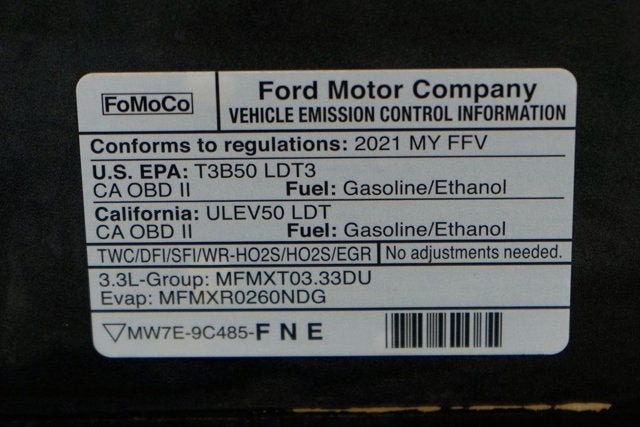 FoMoCo
Ford Motor Company
VEHICLE EMISSION CONTROL INFORMATION
Conforms to regulations: 2021 MY FFV
U.S. EPA: T3B50 LDT3
CA OBD II Fuel: Gasoline/Ethanol
California: ULEV50 LDT
CA OBD II Fuel: Gasoline/Ethanol
TWC/DFI/SFI/WR-HO2S/HO2S/EGR No adjustments needed.
3.3L-Group: MFMXT03.33DU
Evap: MFMXR0260NDG
MW7E-9C485-F N E